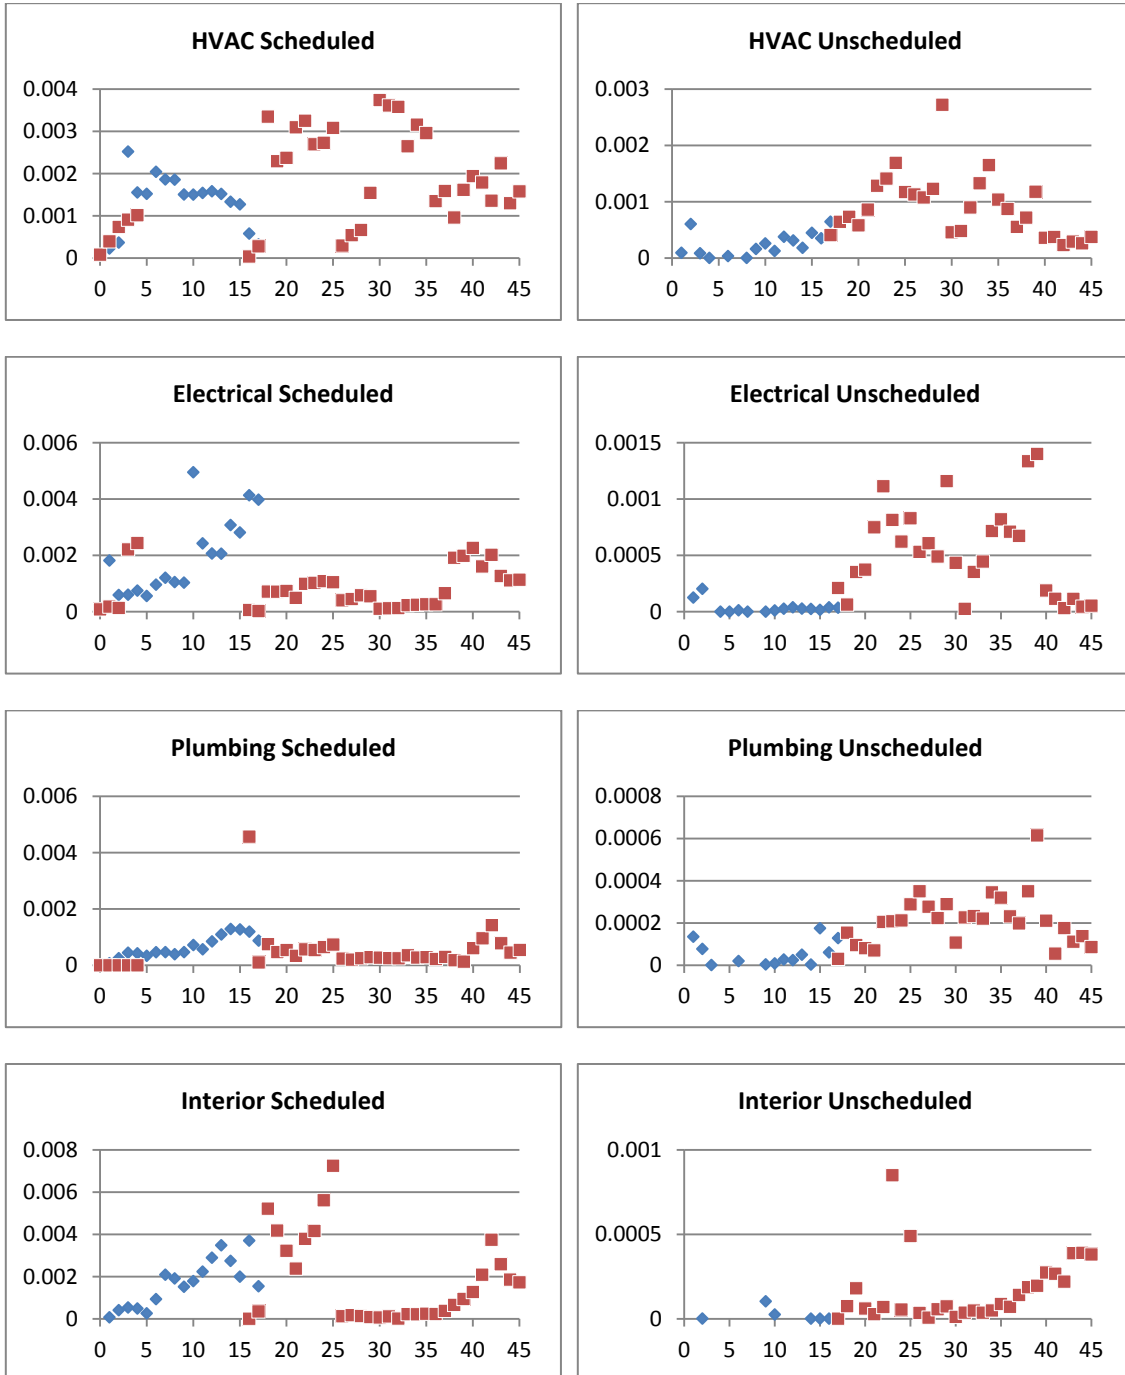 HVAC Scheduled
0.004
0.003
0.002
0.001
0
0 5 10 15 20 25 30 35 40 45
HVAC Unscheduled
0.003
0.002
0.001
0
0 5 10 15 20 25 30 35 40 45
Electrical Scheduled
0.006
0.004
0.002
0
0 5 10 15 20 25 30 35 40 45
Electrical Unscheduled
0.0015
0.001
0.0005
0
0 5 10 15 20 25 30 35 40 45
Plumbing Scheduled
0.006
0.004
0.002
0
0 5 10 15 20 25 30 35 40 45
Plumbing Unscheduled
0.0008
0.0006
0.0004
0.0002
0
0 5 10 15 20 25 30 35 40 45
Interior Scheduled
0.008
0.006
0.004
0.002
0
0 5 10 15 20 25 30 35 40 45
Interior Unscheduled
0.001
0.0005
0
0 5 10 15 20 25 30 35 40 45